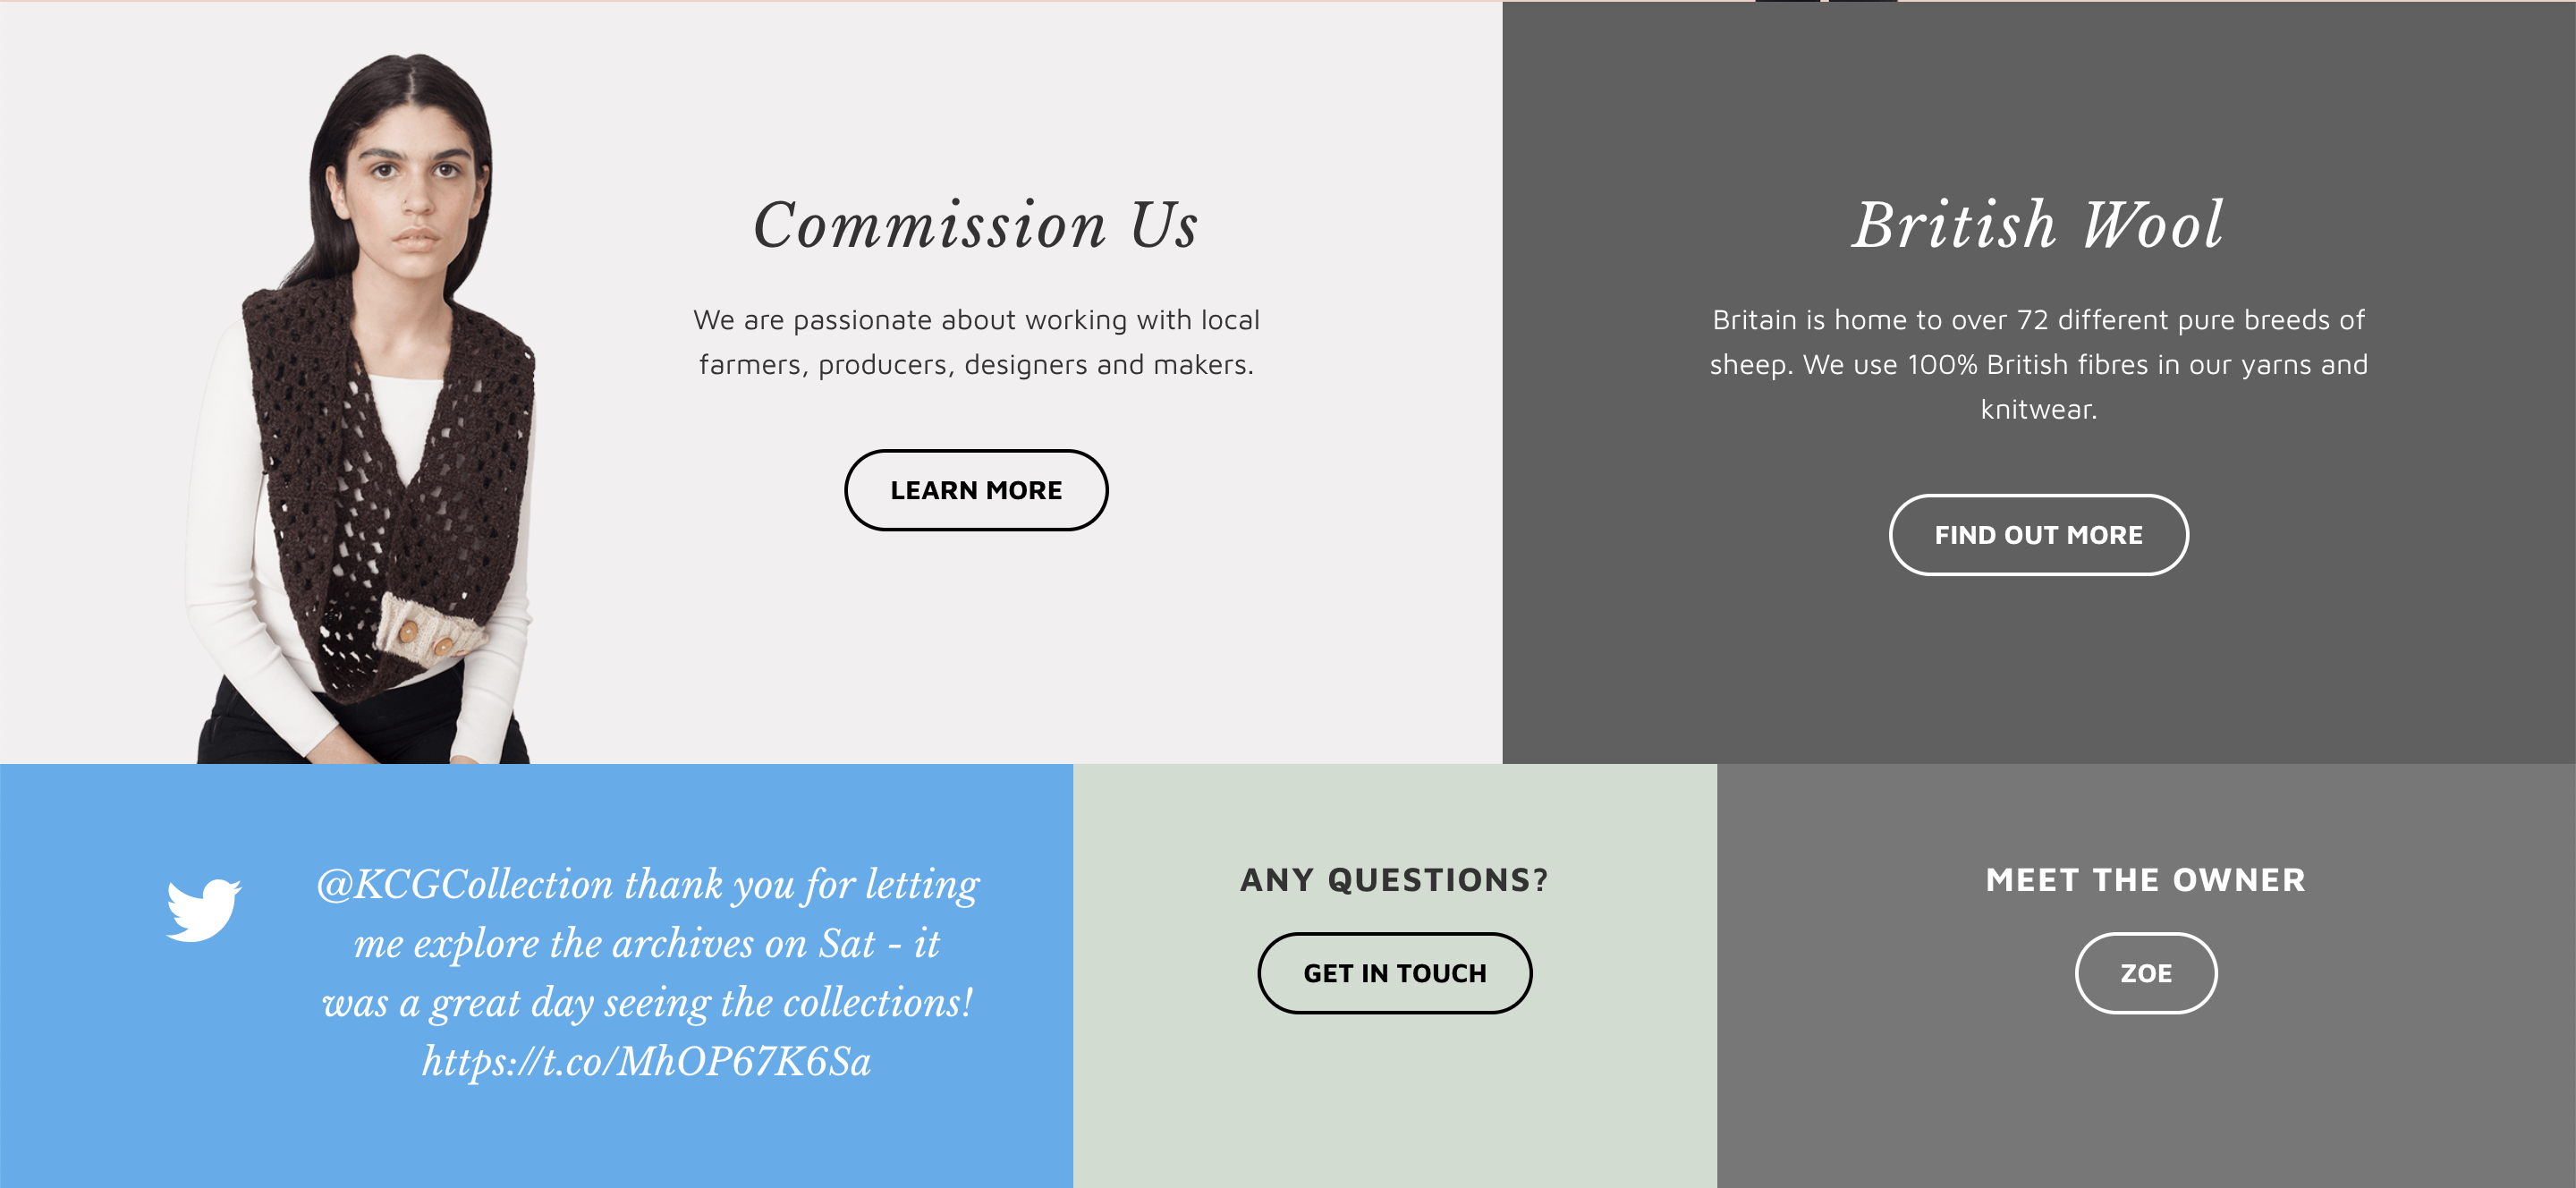 Commission Us
We are passionate about working with local
farmers, producers, designers and makers.
LEARN MORE
British Wool
Britain is home to over 72 different pure breeds of
sheep. We use 100% British fibres in our yarns and
knitwear.
FIND OUT MORE
@KCGCollection thank you for letting
me explore the archives on Sat - it
was a great day seeing the collections!
https://t.co/MhOP67K6Sa
ANY QUESTIONS?
GET IN TOUCH
MEET THE OWNER
ZOE